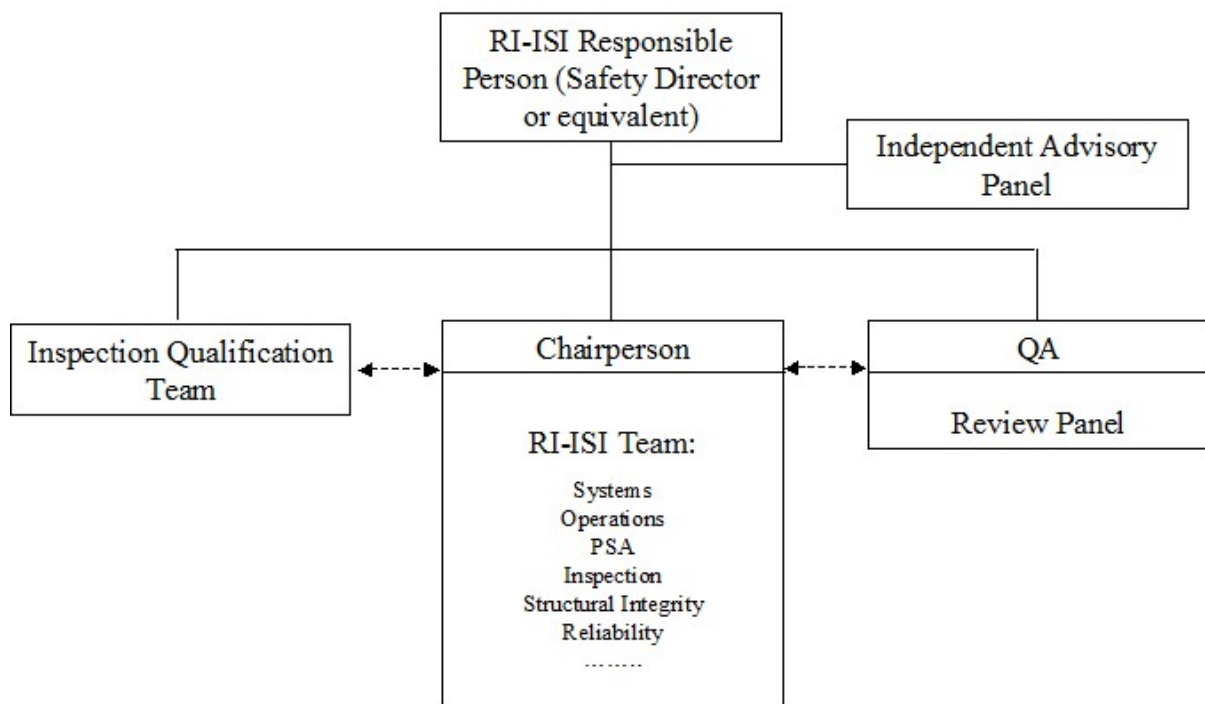 RI-ISI Responsible
Person (Safety Director
or equivalent)
Independent Advisory
Panel
Inspection Qualification
Team
Chairperson
RI-ISI Team:
Systems
Operations
PSA
Inspection
Structural Integrity
Reliability
........
QA
Review Panel